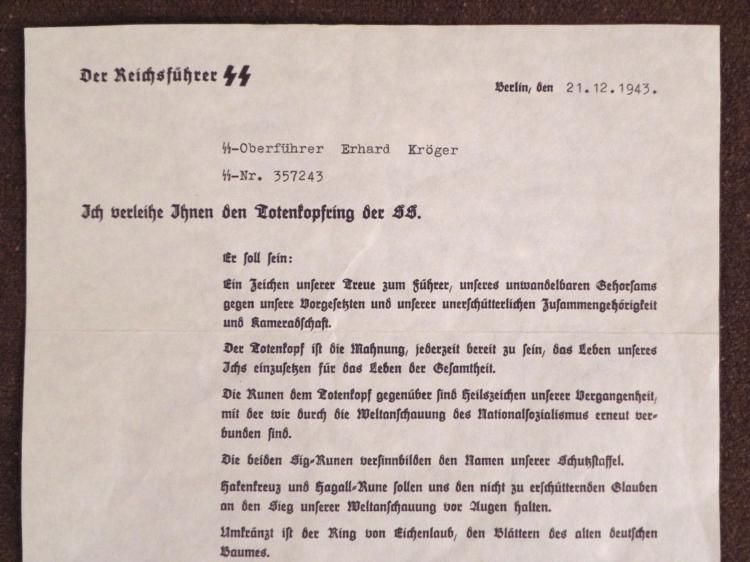 Der Reichsführer ᛋᛋ
Berlin, den 21.12.1943.
ᛋᛋ-Oberführer Erhard Kröger
ᛋᛋ-Nr. 357243
Ich verleihe Ihnen den Totenkopfring der SS.
Er soll sein:
Ein Zeichen unserer Treue zum Führer, unseres unwandelbaren Gehorsams
gegen unsere Vorgesetzten und unserer unerschütterlichen Zusammengehörigkeit
und Kameradschaft.
Der Totenkopf ist die Mahnung, jederzeit bereit zu sein, das Leben unseres
Ichs einzusetzen für das Leben der Gesamtheit.
Die Runen dem Totenkopf gegenüber sind Heilszeichen unserer Vergangenheit,
mit der wir durch die Weltanschauung des Nationalsozialismus erneut ver-
bunden sind.
Die beiden Sig-Runen versinnbilden den Namen unserer Schutzstaffel.
Hakenkreuz und Hagall-Rune sollen uns den nicht zu erschütternden Glauben
an den Sieg unserer Weltanschauung vor Augen halten.
Umkränzt ist der Ring von Eichenlaub, den Blättern des alten deutschen
Baumes.